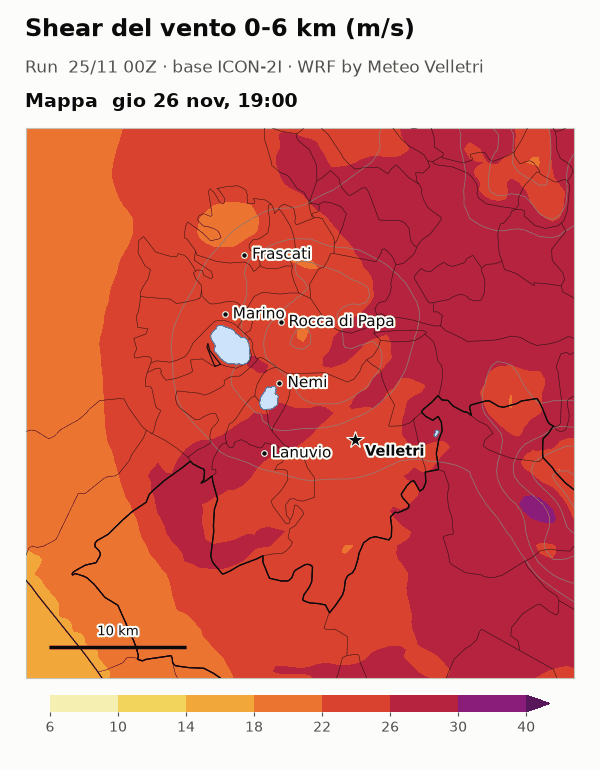 Shear del vento 0-6 km (m/s)
Run  25/11 00Z · base ICON-2I · WRF by Meteo Velletri
Mappa  gio 26 nov, 19:00
Frascati
Marino
Rocca di Papa
Nemi
Velletri
Lanuvio
10 km
6 10 14 18 22 26 30 40